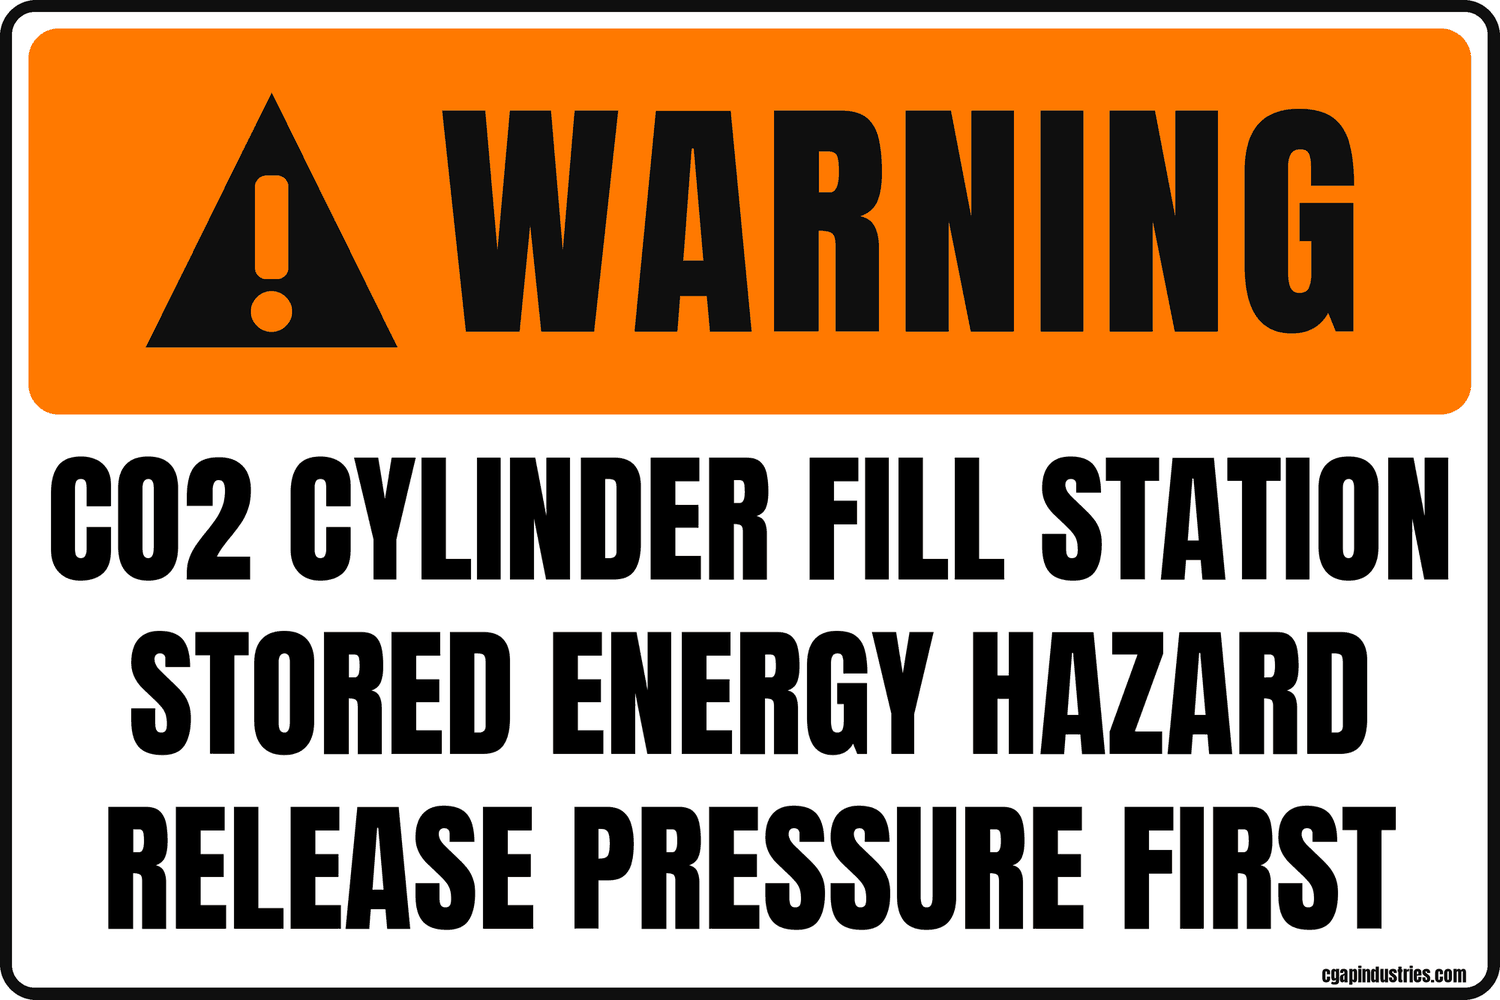 WARNING
CO2 CYLINDER FILL STATION
STORED ENERGY HAZARD
RELEASE PRESSURE FIRST
cgapindustries.com